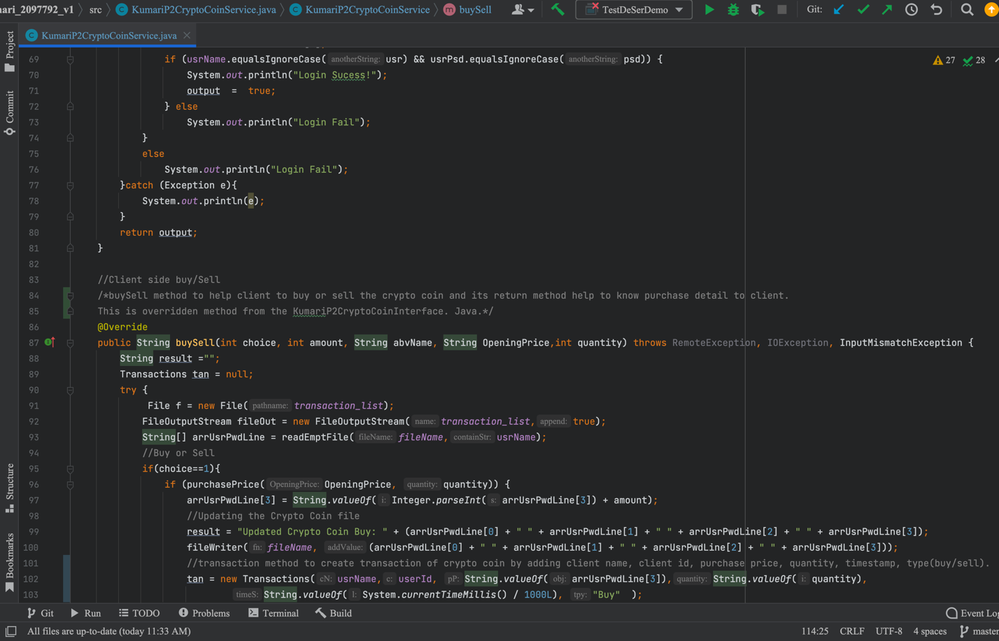 nari_2097792_v1 〉 src 〉 C KumariP2CryptoCoinService.java 〉 C KumariP2CryptoCoinService 〉 m buySell TestDeSerDemo Git:
C KumariP2CryptoCoinService.java ×
Project
Commit
Structure
Bookmarks
27 28
69 if (usrName.equalsIgnoreCase( anotherString: usr) && usrPsd.equalsIgnoreCase( anotherString: psd)) {
70 System.out.println("Login Sucess!");
71 output = true;
72 } else
73 System.out.println("Login Fail");
74 }
75 else
76 System.out.println("Login Fail");
77 }catch (Exception e){
78 System.out.println(e);
79 }
80 return output;
81 }
82
83 //Client side buy/Sell
84 /*buySell method to help client to buy or sell the crypto coin and its return method help to know purchase detail to client.
85 This is overridden method from the KumariP2CryptoCoinInterface. Java.*/
86 @Override
87 public String buySell(int choice, int amount, String abvName, String OpeningPrice,int quantity) throws RemoteException, IOException, InputMismatchException {
88 String result ="";
89 Transactions tan = null;
90 try {
91 File f = new File( pathname: transaction_list);
92 FileOutputStream fileOut = new FileOutputStream( name: transaction_list, append: true);
93 String[] arrUsrPwdLine = readEmptFile( fileName: fileName, containStr: usrName);
94 //Buy or Sell
95 if(choice==1){
96 if (purchasePrice( OpeningPrice: OpeningPrice, quantity: quantity)) {
97 arrUsrPwdLine[3] = String.valueOf( i: Integer.parseInt( s: arrUsrPwdLine[3]) + amount);
98 //Updating the Crypto Coin file
99 result = "Updated Crypto Coin Buy: " + (arrUsrPwdLine[0] + " " + arrUsrPwdLine[1] + " " + arrUsrPwdLine[2] + " " + arrUsrPwdLine[3]);
100 fileWriter( fn: fileName, addValue: (arrUsrPwdLine[0] + " " + arrUsrPwdLine[1] + " " + arrUsrPwdLine[2] + " " + arrUsrPwdLine[3]));
101 //transaction method to create transaction of crypto coin by adding client name, client id, purchase price, quantity, timestamp, type(buy/sell).
102 tan = new Transactions( cN: usrName, c: userId, pP: String.valueOf( obj: arrUsrPwdLine[3]), quantity: String.valueOf( i: quantity),
103 timeS: String.valueOf( l: System.currentTimeMillis() / 1000L), tpy: "Buy" );
Git Run TODO Problems Terminal Build Event Log
All files are up-to-date (today 11:33 AM) 114:25 CRLF UTF-8 4 spaces master